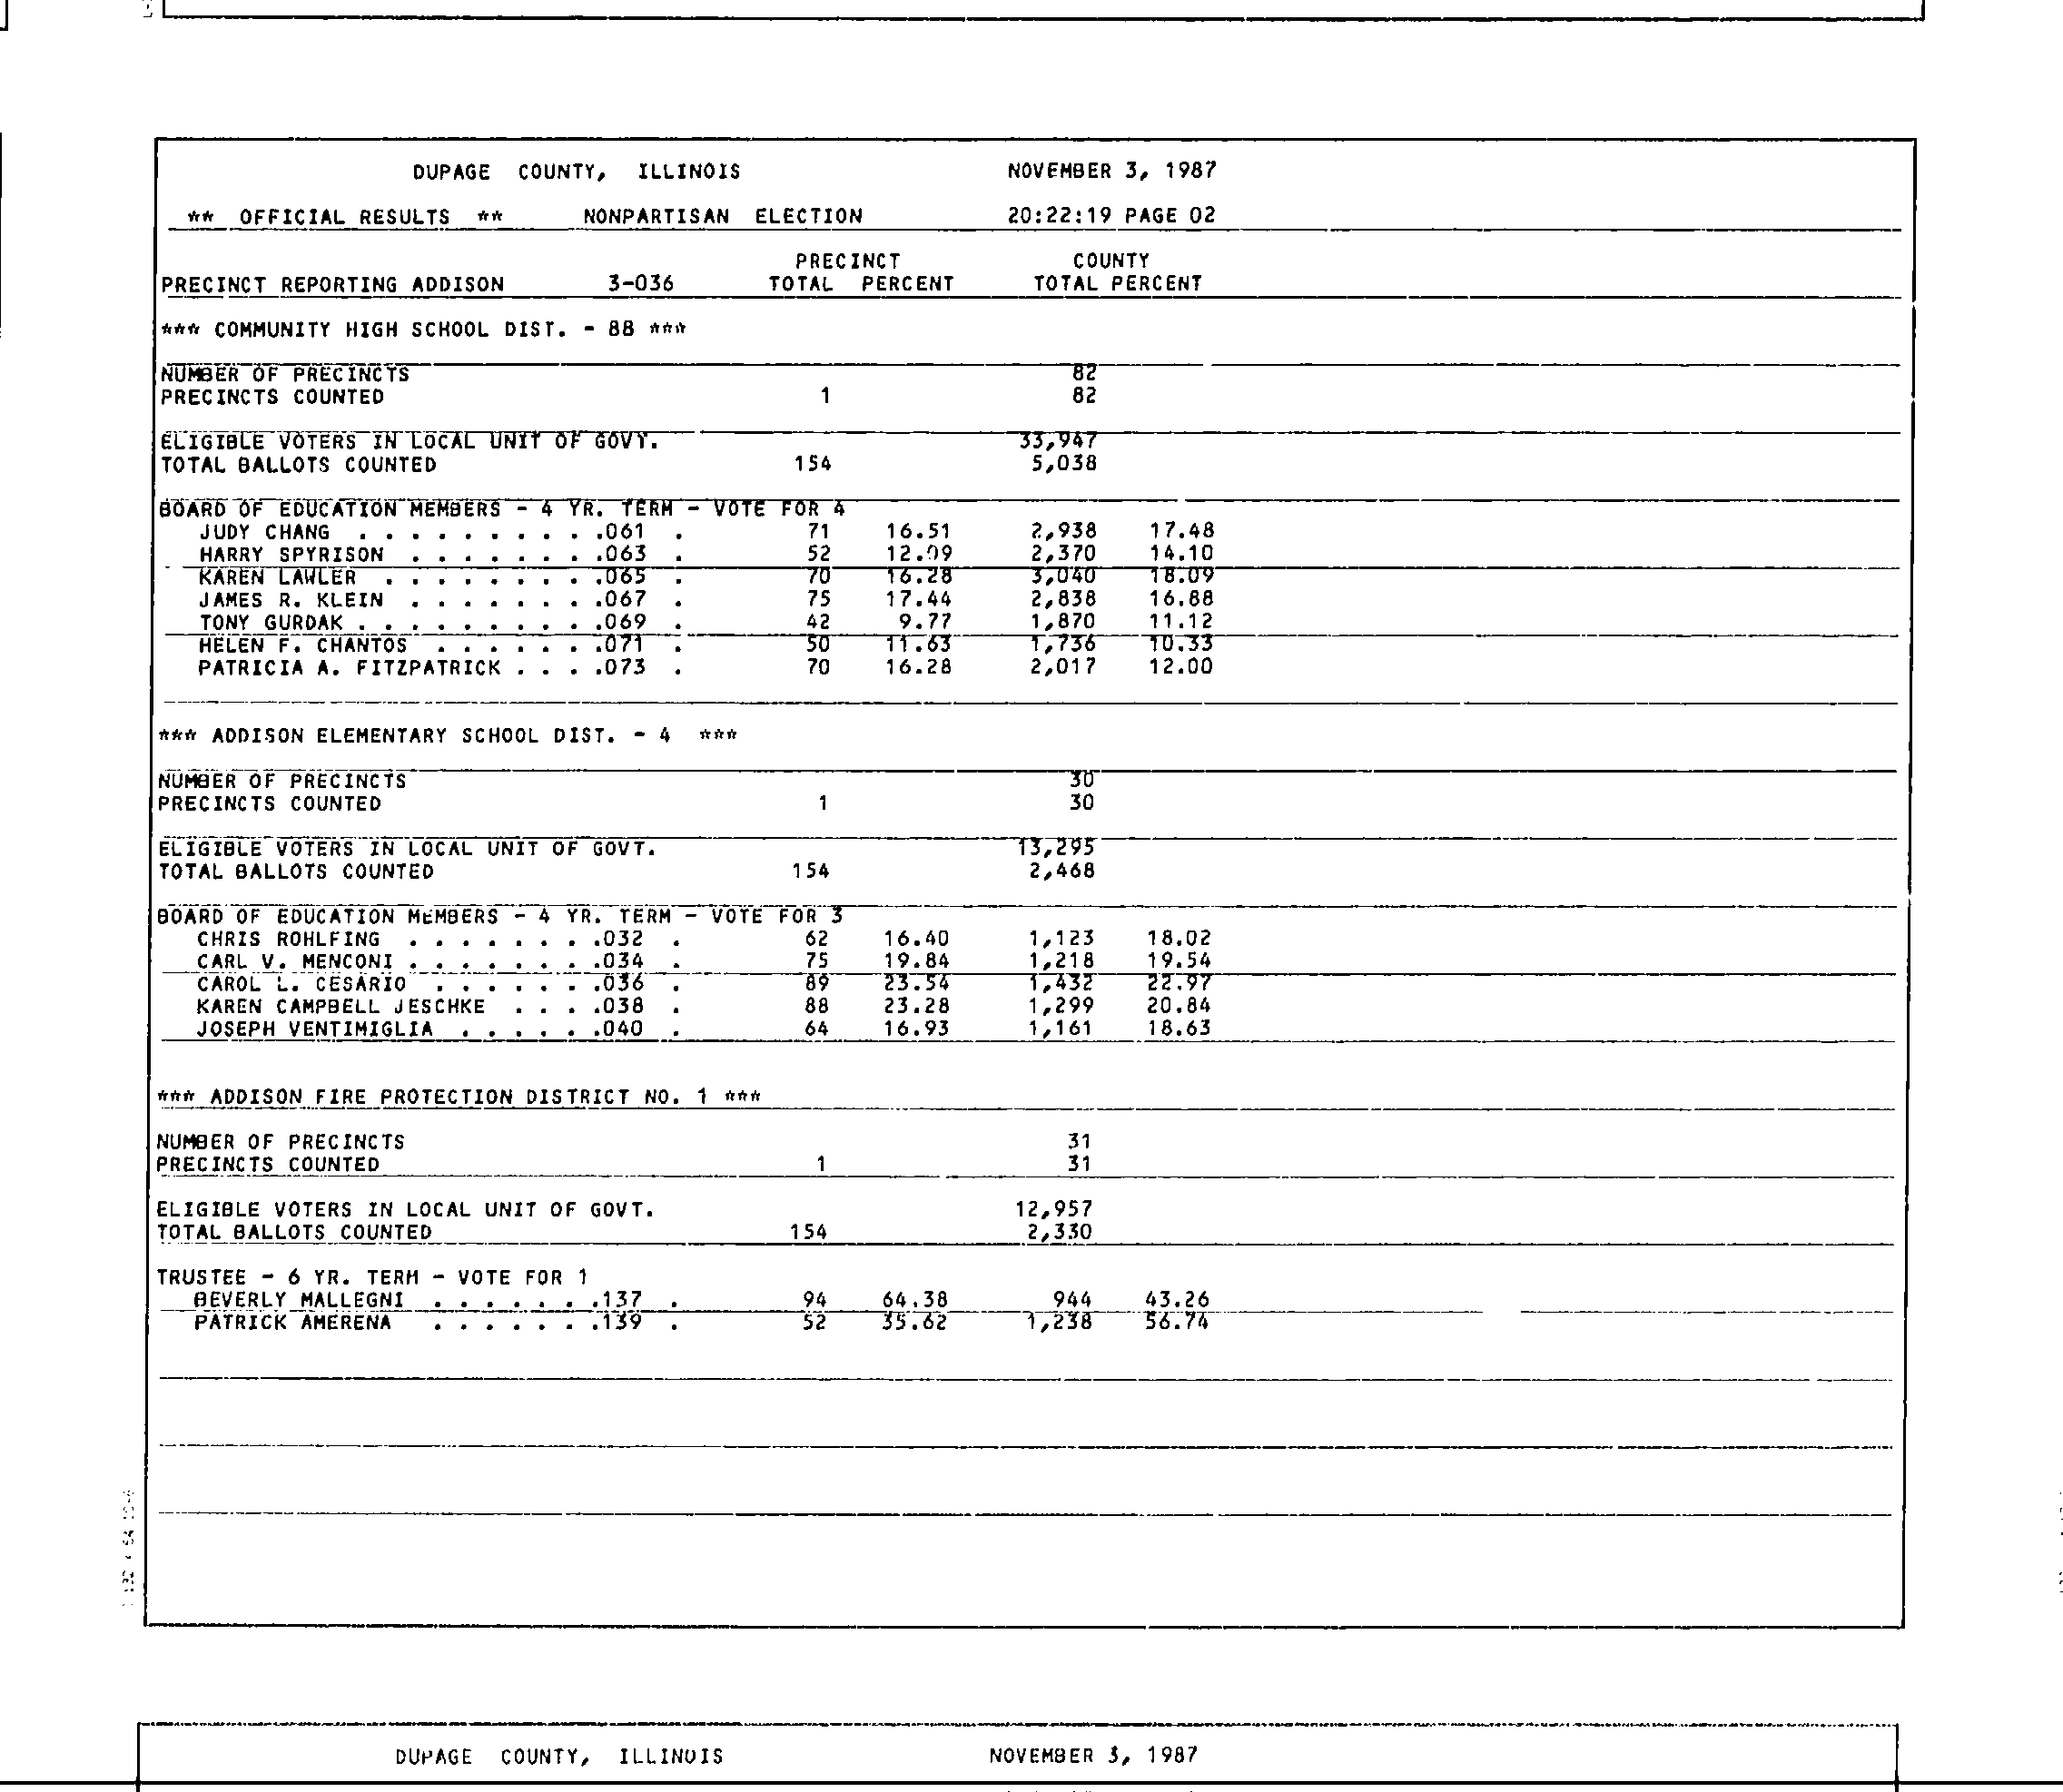 DUPAGE COUNTY, ILLINOIS NOVEMBER 3, 1987
** OFFICIAL RESULTS ** NONPARTISAN ELECTION 20:22:19 PAGE 02
PRECINCT COUNTY
PRECINCT REPORTING ADDISON 3-036 TOTAL PERCENT TOTAL PERCENT
*** COMMUNITY HIGH SCHOOL DIST. - 88 ***
NUMBER OF PRECINCTS 82
PRECINCTS COUNTED 1 82
ELIGIBLE VOTERS IN LOCAL UNIT OF GOVT. 33,947
TOTAL BALLOTS COUNTED 154 5,038
BOARD OF EDUCATION MEMBERS - 4 YR. TERM - VOTE FOR 4
JUDY CHANG . . . . . . . . . .061 . 71 16.51 2,938 17.48
HARRY SPYRISON . . . . . . . .063 . 52 12.09 2,370 14.10
KAREN LAWLER . . . . . . . . .065 . 70 16.28 3,040 18.09
JAMES R. KLEIN . . . . . . . .067 . 75 17.44 2,838 16.88
TONY GURDAK . . . . . . . . . .069 . 42 9.77 1,870 11.12
HELEN F. CHANTOS . . . . . . .071 . 50 11.63 1,736 10.33
PATRICIA A. FITZPATRICK . . . .073 . 70 16.28 2,017 12.00
*** ADDISON ELEMENTARY SCHOOL DIST. - 4 ***
NUMBER OF PRECINCTS 30
PRECINCTS COUNTED 1 30
ELIGIBLE VOTERS IN LOCAL UNIT OF GOVT. 13,295
TOTAL BALLOTS COUNTED 154 2,468
BOARD OF EDUCATION MEMBERS - 4 YR. TERM - VOTE FOR 3
CHRIS ROHLFING . . . . . . . .032 . 62 16.40 1,123 18.02
CARL V. MENCONI . . . . . . . .034 . 75 19.84 1,218 19.54
CAROL L. CESARIO . . . . . . .036 . 89 23.54 1,432 22.97
KAREN CAMPBELL JESCHKE . . . .038 . 88 23.28 1,299 20.84
JOSEPH VENTIMIGLIA . . . . . .040 . 64 16.93 1,161 18.63
*** ADDISON FIRE PROTECTION DISTRICT NO. 1 ***
NUMBER OF PRECINCTS 31
PRECINCTS COUNTED 1 31
ELIGIBLE VOTERS IN LOCAL UNIT OF GOVT. 12,957
TOTAL BALLOTS COUNTED 154 2,330
TRUSTEE - 6 YR. TERM - VOTE FOR 1
BEVERLY MALLEGNI . . . . . . .137 . 94 64.38 944 43.26
PATRICK AMERENA . . . . . . .139 . 52 35.62 1,238 56.74
DUPAGE COUNTY, ILLINOIS NOVEMBER 3, 1987